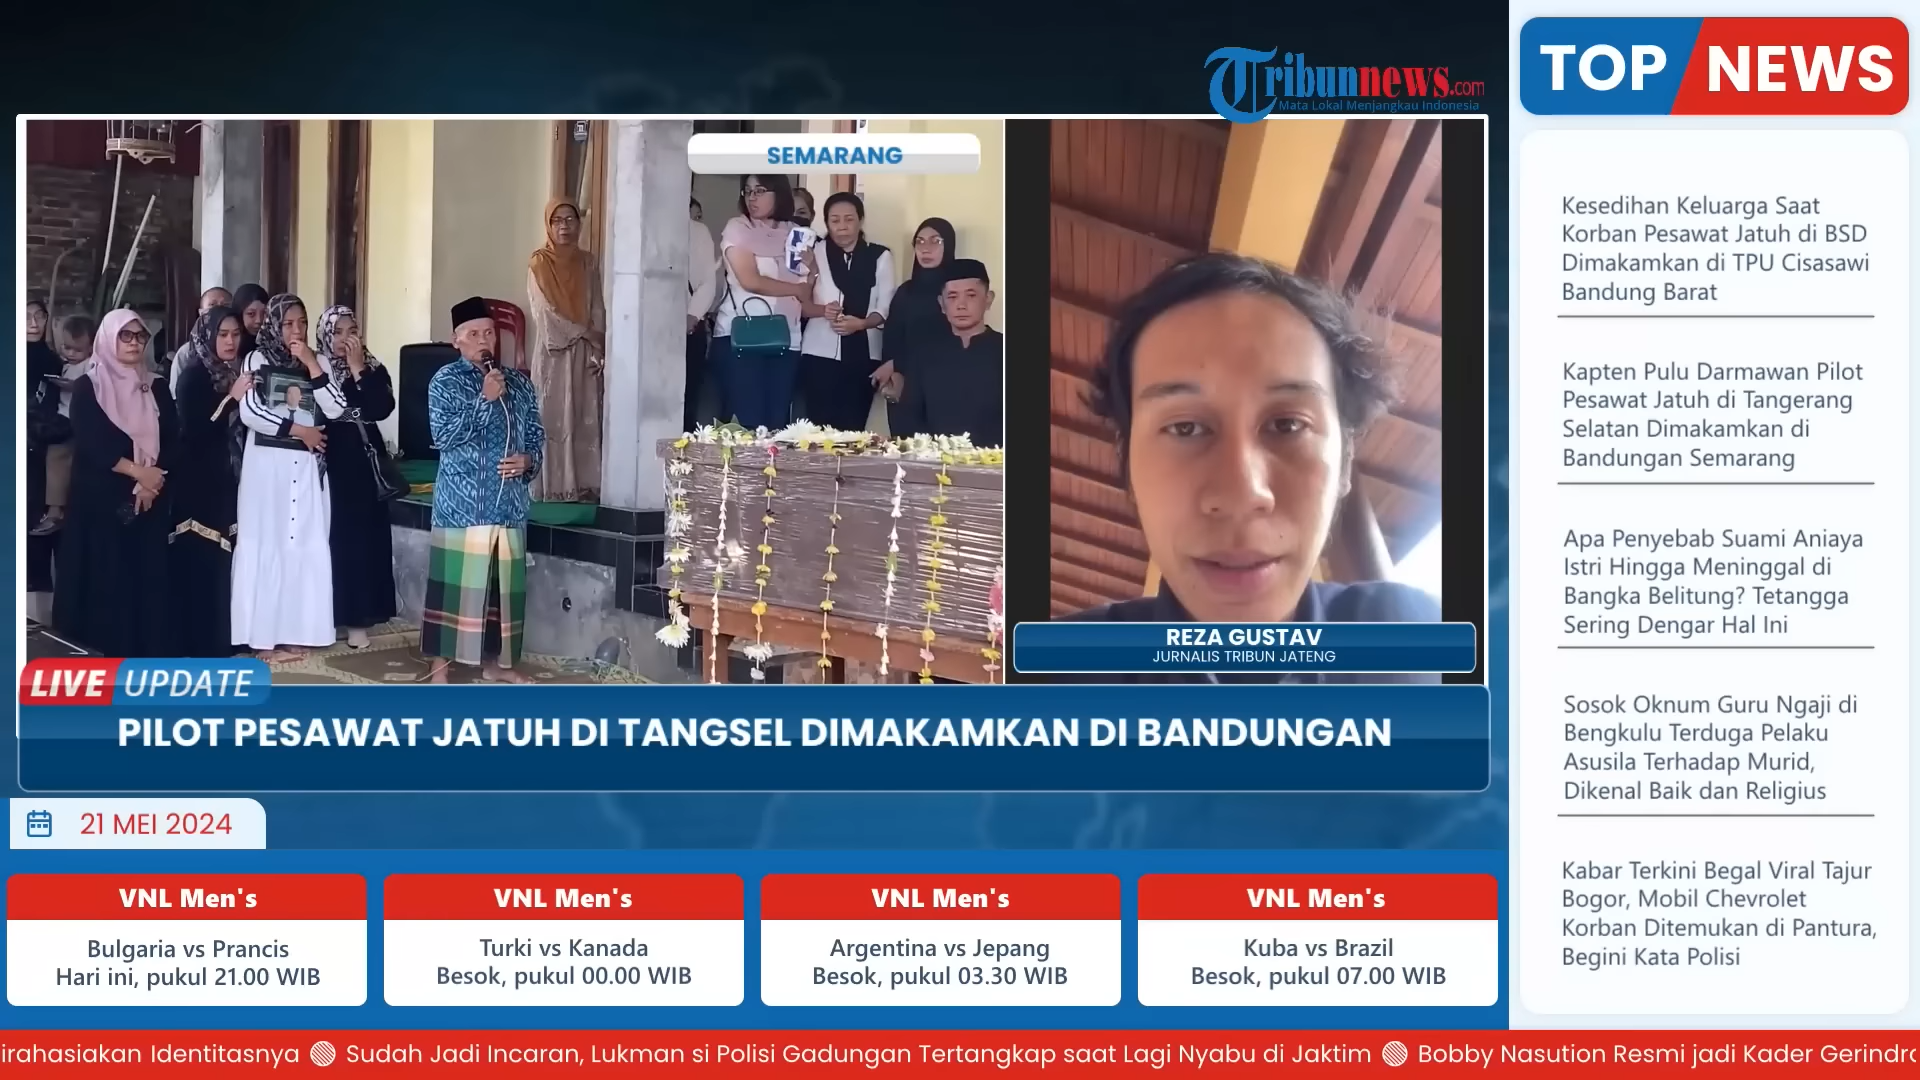 Tribunnews.com
Mata Lokal Menjangkau Indonesia
TOP NEWS
SEMARANG
REZA GUSTAV
JURNALIS TRIBUN JATENG
LIVE UPDATE
PILOT PESAWAT JATUH DI TANGSEL DIMAKAMKAN DI BANDUNGAN
21 MEI 2024
Kesedihan Keluarga Saat
Korban Pesawat Jatuh di BSD
Dimakamkan di TPU Cisasawi
Bandung Barat
Kapten Pulu Darmawan Pilot
Pesawat Jatuh di Tangerang
Selatan Dimakamkan di
Bandungan Semarang
Apa Penyebab Suami Aniaya
Istri Hingga Meninggal di
Bangka Belitung? Tetangga
Sering Dengar Hal Ini
Sosok Oknum Guru Ngaji di
Bengkulu Terduga Pelaku
Asusila Terhadap Murid,
Dikenal Baik dan Religius
Kabar Terkini Begal Viral Tajur
Bogor, Mobil Chevrolet
Korban Ditemukan di Pantura,
Begini Kata Polisi
VNL Men's
Bulgaria vs Prancis
Hari ini, pukul 21.00 WIB
VNL Men's
Turki vs Kanada
Besok, pukul 00.00 WIB
VNL Men's
Argentina vs Jepang
Besok, pukul 03.30 WIB
VNL Men's
Kuba vs Brazil
Besok, pukul 07.00 WIB
irahasiakan Identitasnya Sudah Jadi Incaran, Lukman si Polisi Gadungan Tertangkap saat Lagi Nyabu di Jaktim Bobby Nasution Resmi jadi Kader Gerindra